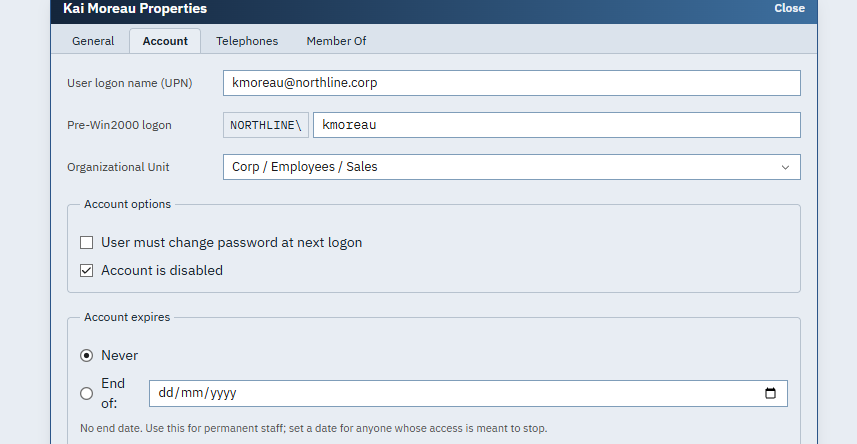 Kai Moreau Properties Close
General Account Telephones Member Of
User logon name (UPN) kmoreau@northline.corp
Pre-Win2000 logon NORTHLINE\ kmoreau
Organizational Unit Corp / Employees / Sales
Account options
User must change password at next logon
Account is disabled
Account expires
Never
End of: dd/mm/yyyy
No end date. Use this for permanent staff; set a date for anyone whose access is meant to stop.